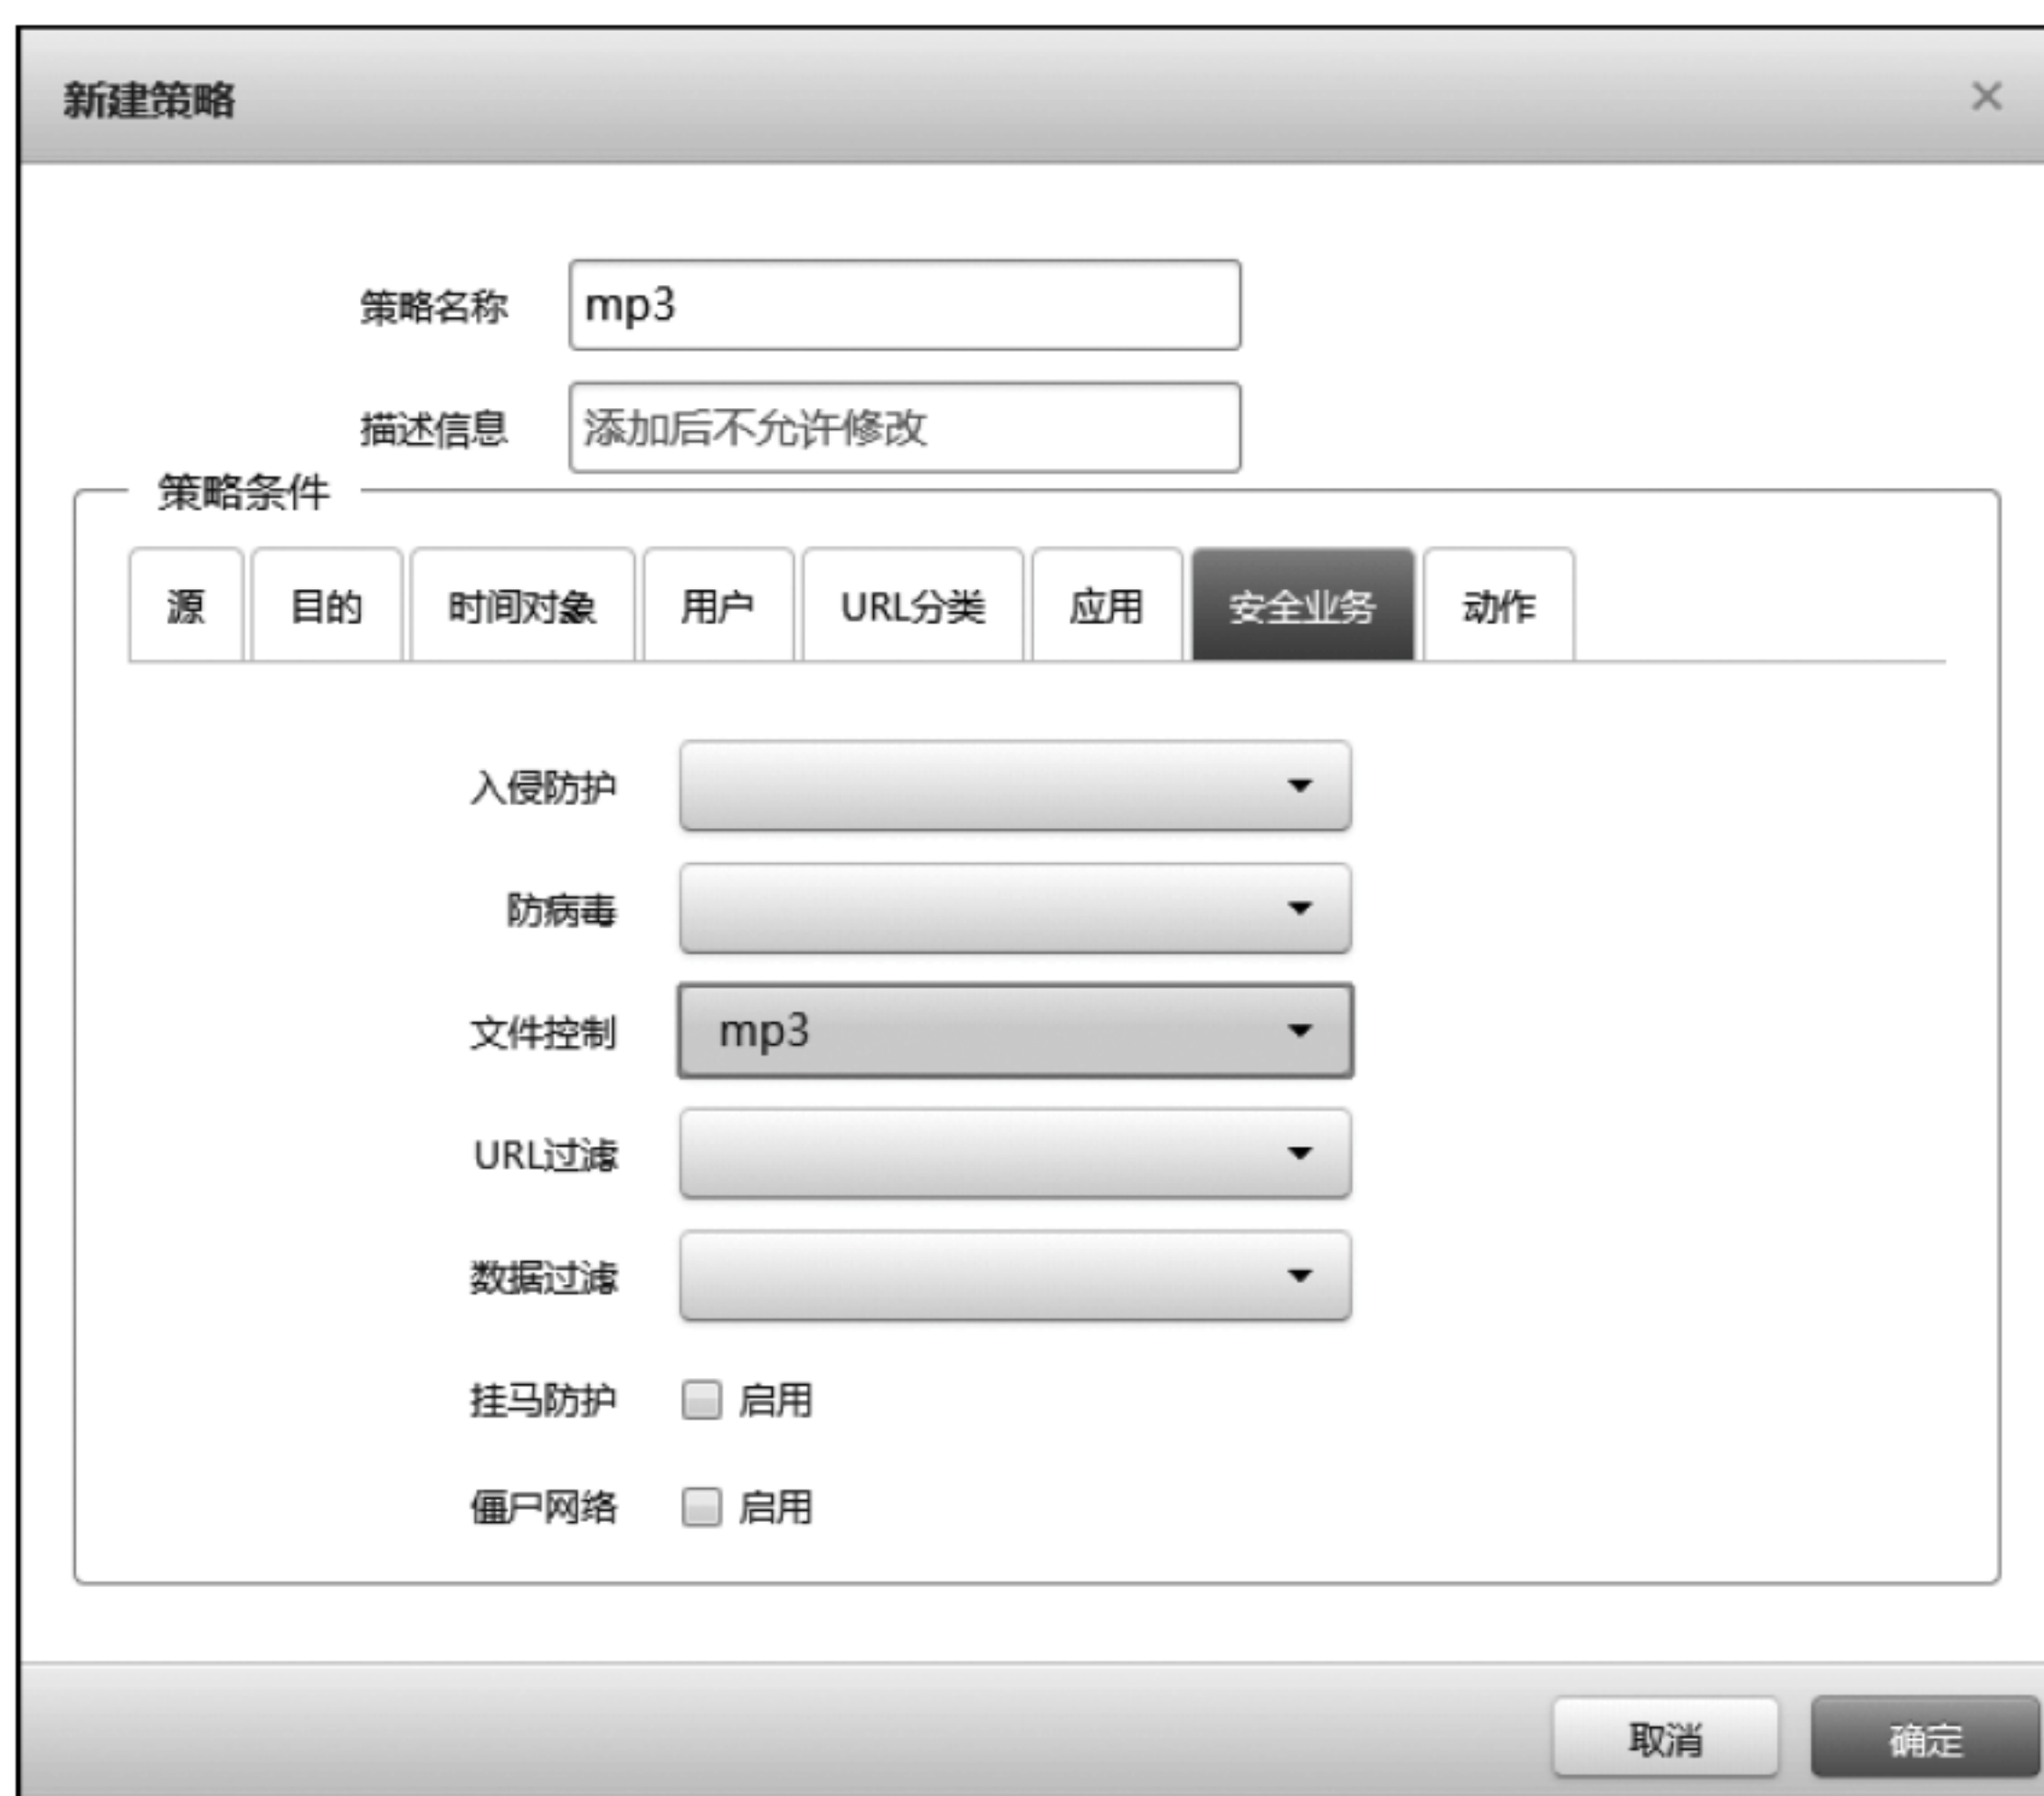 新建策略
策略名称 mp3
描述信息 添加后不允许修改
策略条件
源 目的 时间对象 用户 URL分类 应用 安全业务 动作
入侵防护
防病毒
文件控制 mp3
URL过滤
数据过滤
挂马防护 启用
僵尸网络 启用
取消 确定